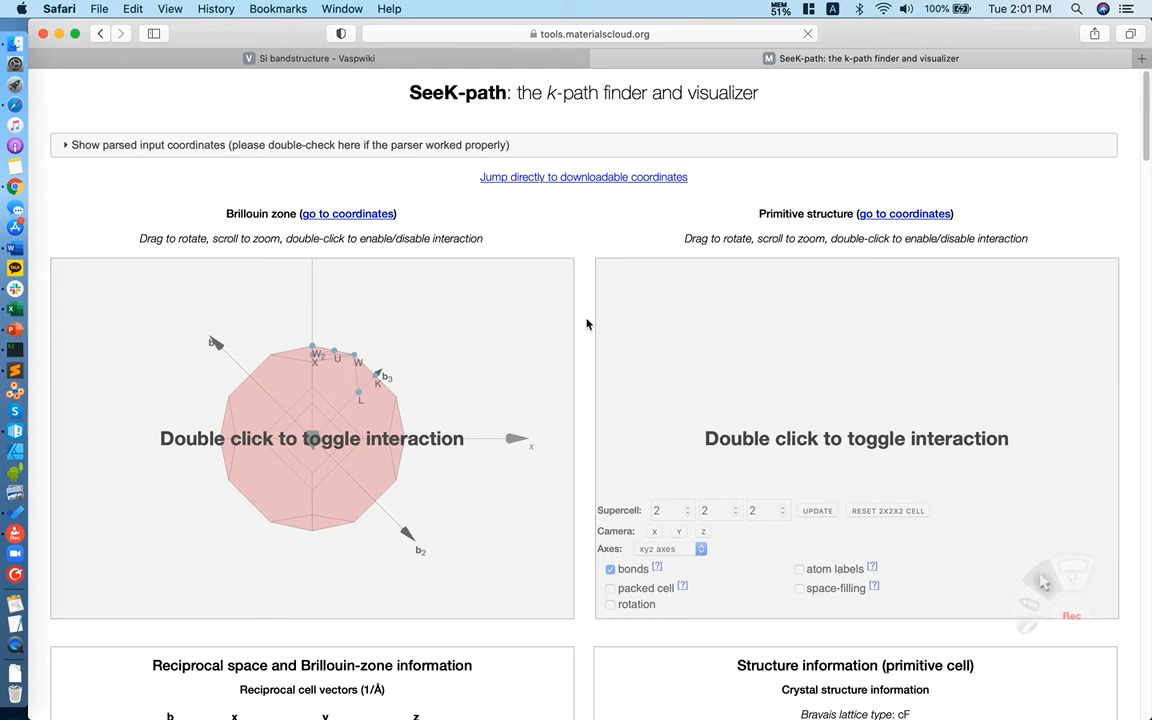 Safari File Edit View History Bookmarks Window Help MEM 51% A 100% Tue 2:01 PM
tools.materialscloud.org
V Si bandstructure - Vaspwiki M SeeK-path: the k-path finder and visualizer
SeeK-path: the k-path finder and visualizer
Show parsed input coordinates (please double-check here if the parser worked properly)
Jump directly to downloadable coordinates
Brillouin zone (go to coordinates) Primitive structure (go to coordinates)
Drag to rotate, scroll to zoom, double-click to enable/disable interaction Drag to rotate, scroll to zoom, double-click to enable/disable interaction
W2 U W
X
b3
K
L
Double click to toggle interaction Double click to toggle interaction
x
b2
Supercell: 2 2 2 UPDATE RESET 2X2X2 CELL
Camera: X Y Z
Axes: xyz axes
bonds [?] atom labels [?]
packed cell [?] space-filling [?]
rotation
Rec
Reciprocal space and Brillouin-zone information Structure information (primitive cell)
Reciprocal cell vectors (1/Å) Crystal structure information
b x y z Bravais lattice type: cF